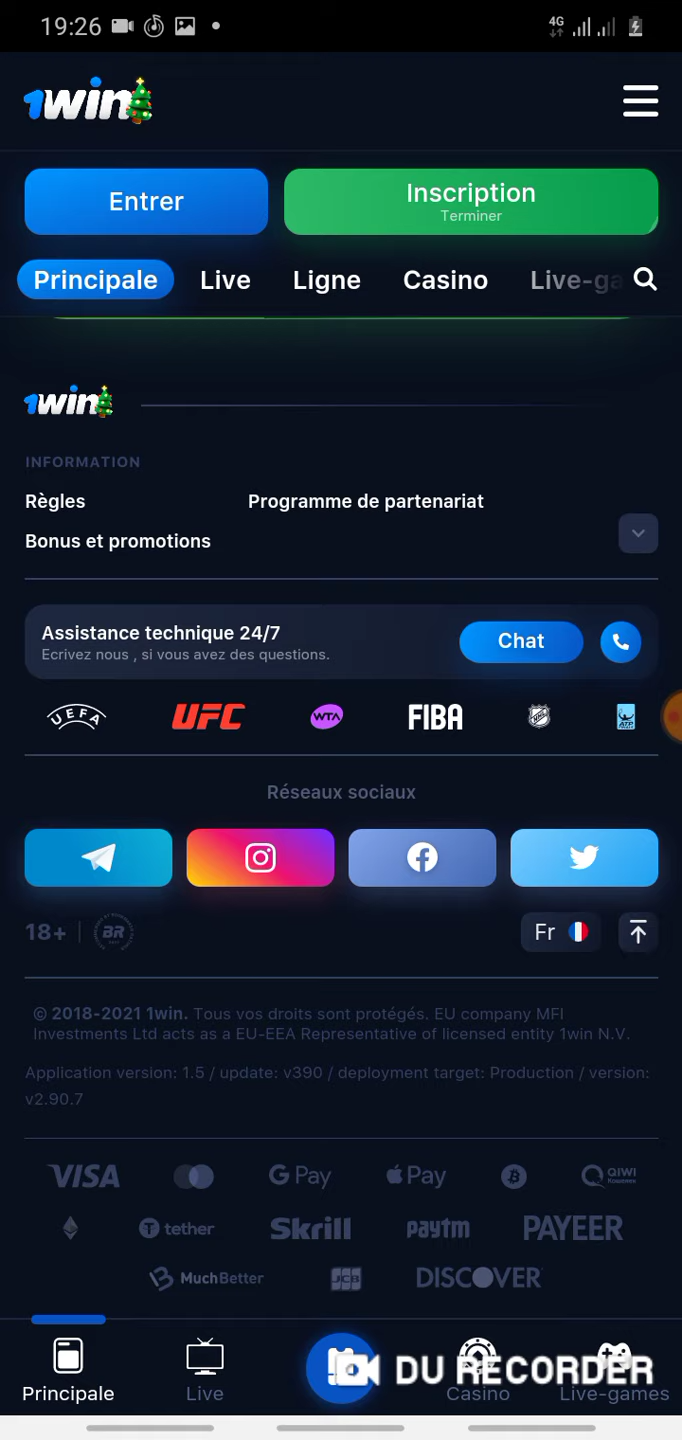 19:26
4G
1win
Entrer
Inscription
Terminer
Principale Live Ligne Casino Live-ga
1win
INFORMATION
Règles Programme de partenariat
Bonus et promotions
Assistance technique 24/7
Ecrivez nous , si vous avez des questions.
Chat
UEFA UFC WTA FIBA NHL ATP
Réseaux sociaux
18+ BR
Fr
© 2018-2021 1win. Tous vos droits sont protégés. EU company MFI
Investments Ltd acts as a EU-EEA Representative of licensed entity 1win N.V.
Application version: 1.5 / update: v390 / deployment target: Production / version:
v2.90.7
VISA G Pay Pay QIWI
tether Skrill paytm PAYEER
MuchBetter JCB DISCOVER
DU RECORDER
Principale Live Casino Live-games